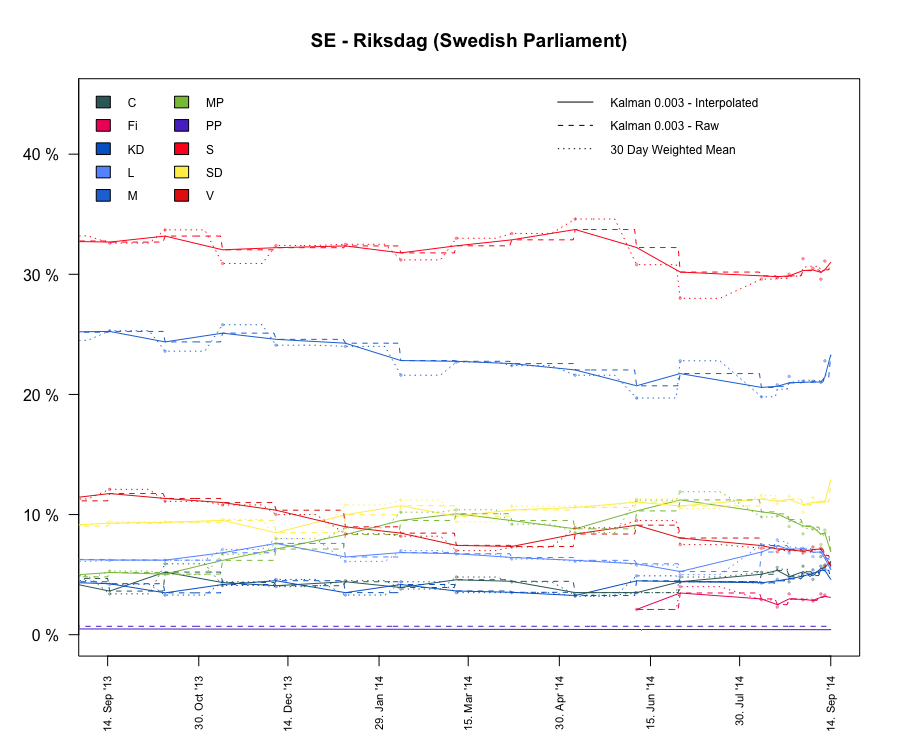 SE - Riksdag (Swedish Parliament)
C
Fi
KD
L
M
MP
PP
S
SD
V
Kalman 0.003 - Interpolated
Kalman 0.003 - Raw
30 Day Weighted Mean
40 %
30 %
20 %
10 %
0 %
14. Sep '13
30. Oct '13
14. Dec '13
29. Jan '14
15. Mar '14
30. Apr '14
15. Jun '14
30. Jul '14
14. Sep '14